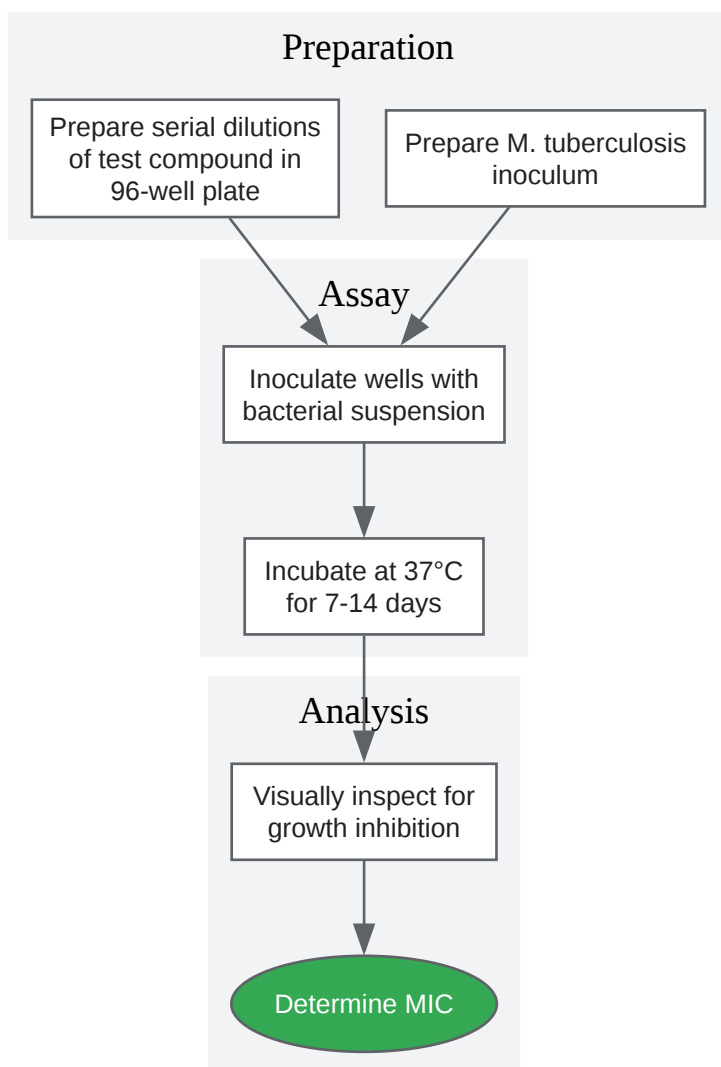 Preparation
Prepare serial dilutions
of test compound in
96-well plate
Prepare M. tuberculosis
inoculum
Assay
Inoculate wells with
bacterial suspension
Incubate at 37°C
for 7-14 days
Analysis
Visually inspect for
growth inhibition
Determine MIC